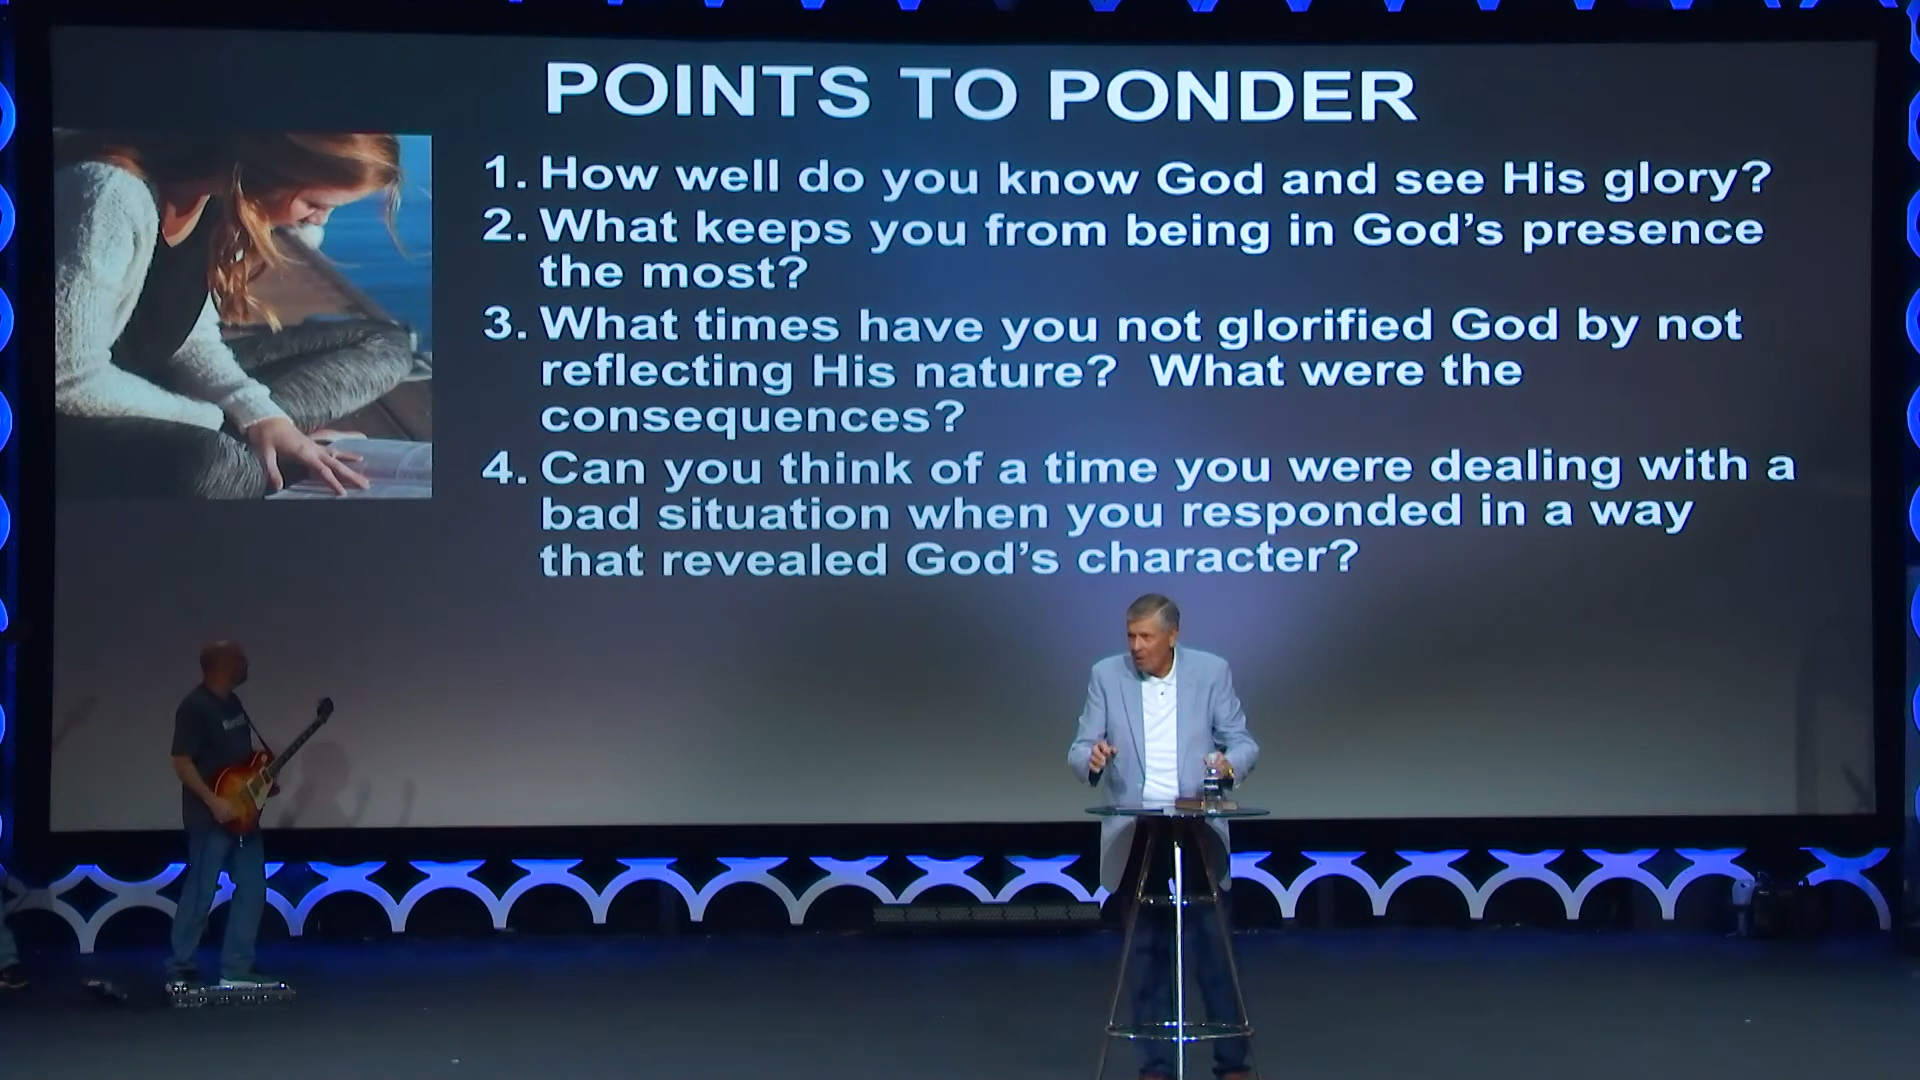 POINTS TO PONDER
1. How well do you know God and see His glory?
2. What keeps you from being in God's presence
the most?
3. What times have you not glorified God by not
reflecting His nature?  What were the
consequences?
4. Can you think of a time you were dealing with a
bad situation when you responded in a way
that revealed God's character?